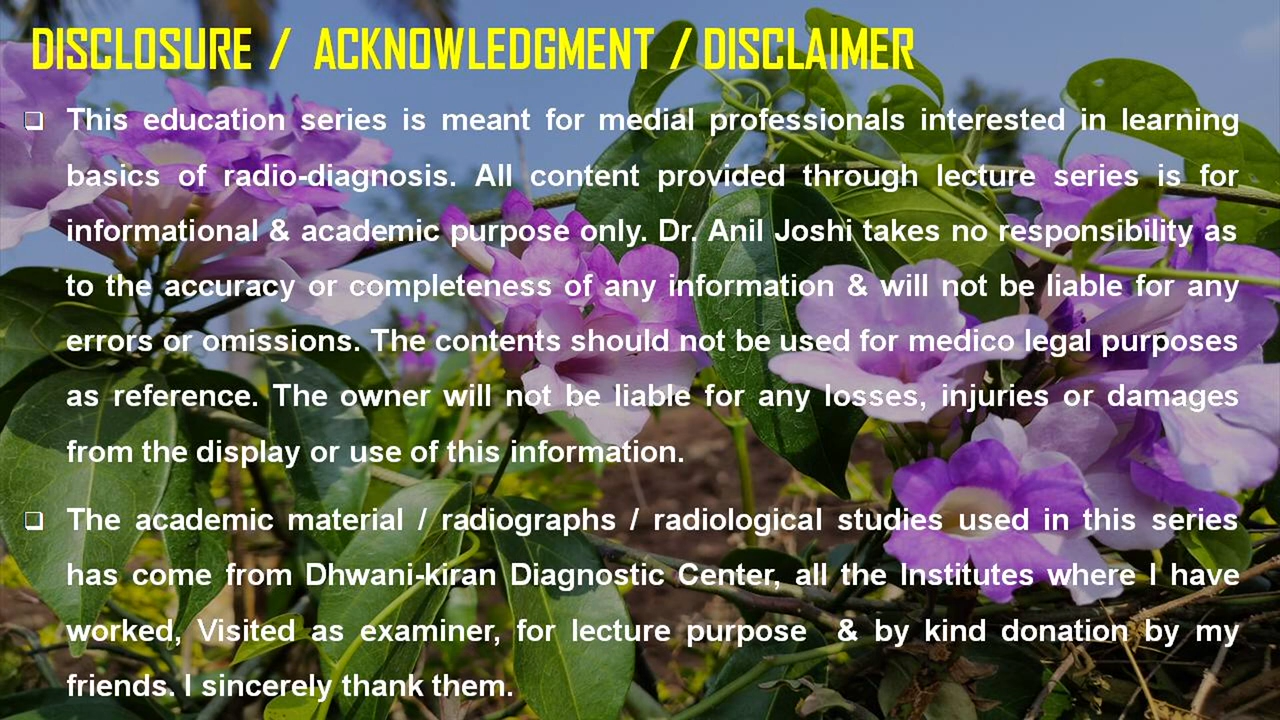 DISCLOSURE / ACKNOWLEDGMENT / DISCLAIMER
This education series is meant for medial professionals interested in learning
basics of radio-diagnosis. All content provided through lecture series is for
informational & academic purpose only. Dr. Anil Joshi takes no responsibility as
to the accuracy or completeness of any information & will not be liable for any
errors or omissions. The contents should not be used for medico legal purposes
as reference. The owner will not be liable for any losses, injuries or damages
from the display or use of this information.
The academic material / radiographs / radiological studies used in this series
has come from Dhwani-kiran Diagnostic Center, all the Institutes where I have
worked, Visited as examiner, for lecture purpose & by kind donation by my
friends. I sincerely thank them.